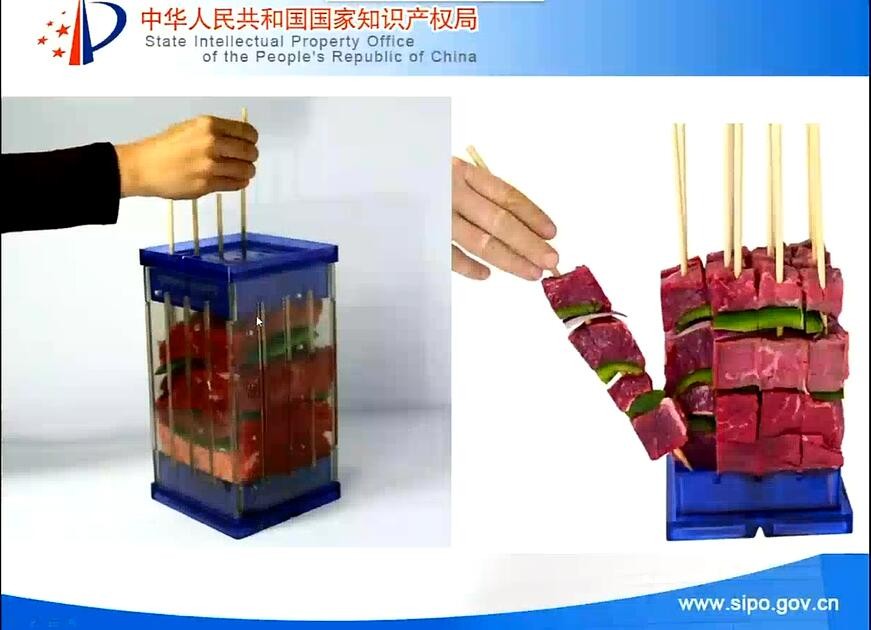 中华人民共和国国家知识产权局
State Intellectual Property Office
of the People's Republic of China
www.sipo.gov.cn